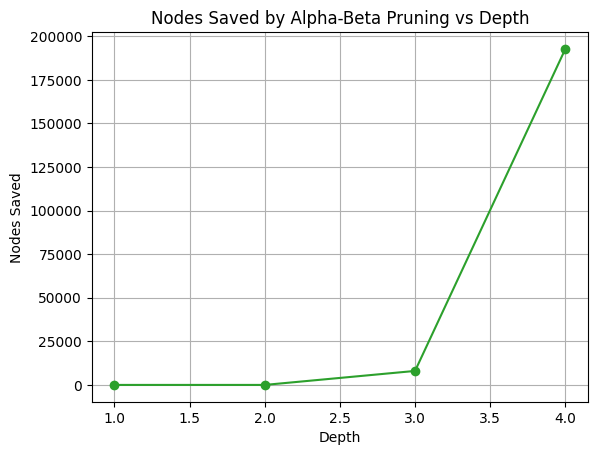 Nodes Saved by Alpha-Beta Pruning vs Depth
200000
175000
150000
125000
100000
75000
50000
25000
0
Nodes Saved
1.0 1.5 2.0 2.5 3.0 3.5 4.0
Depth